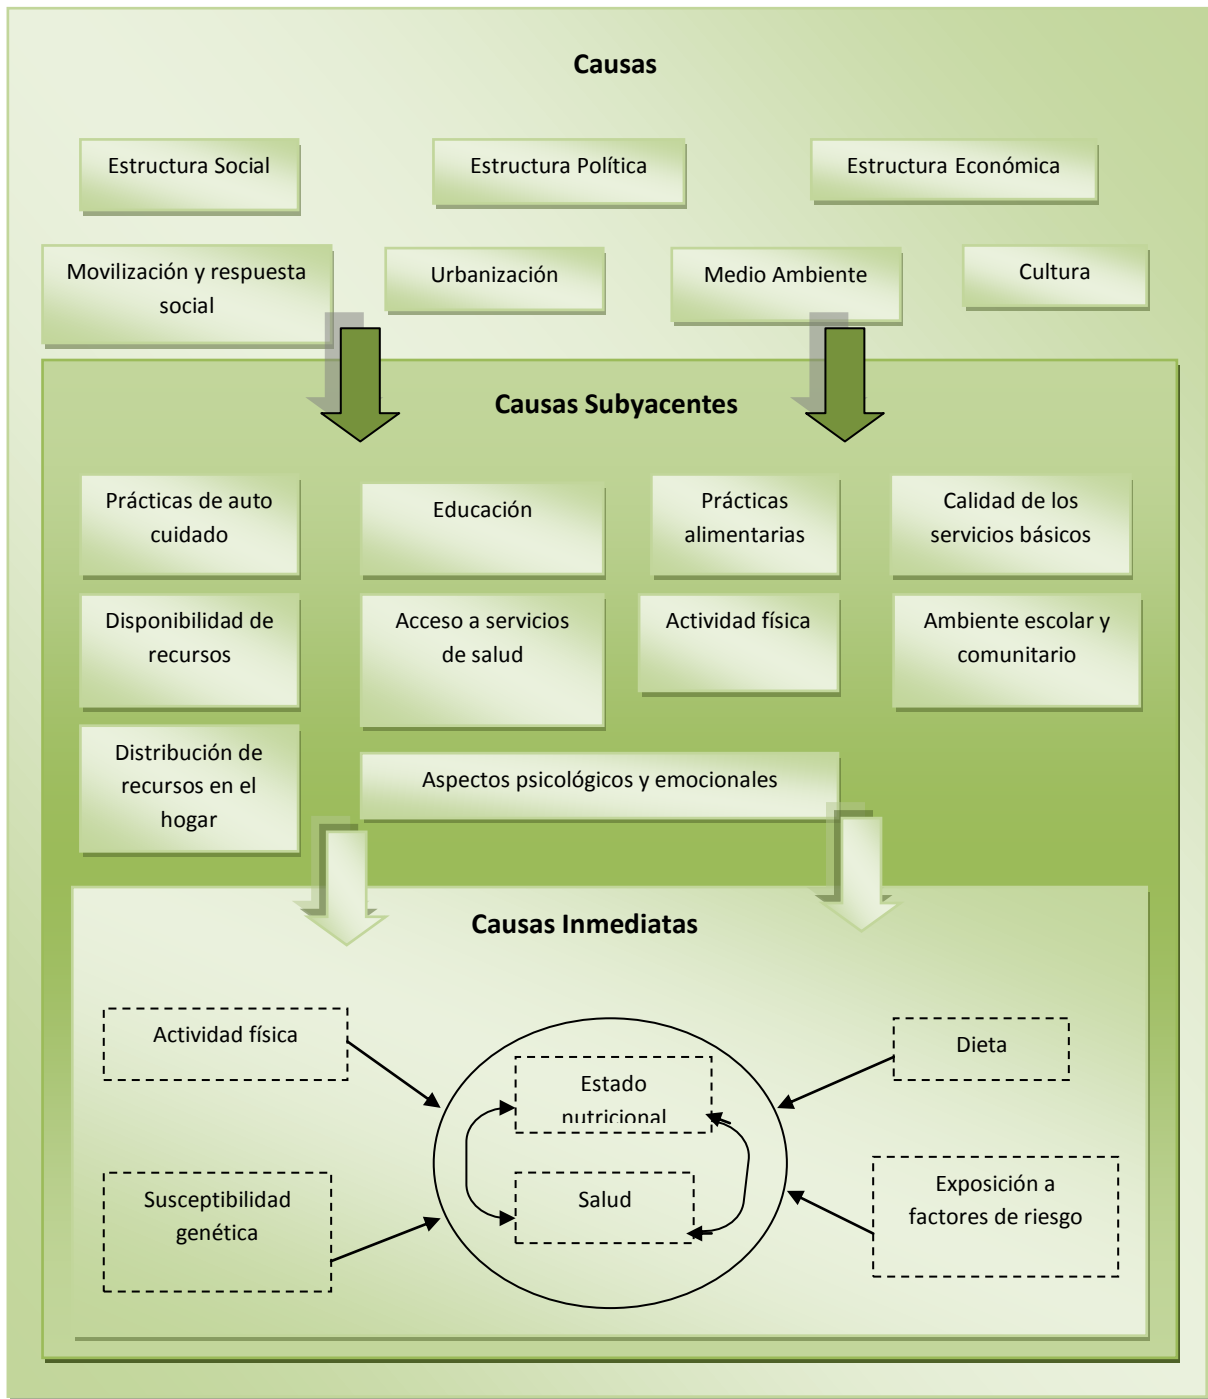 Causas
Estructura Social
Estructura Política
Estructura Económica
Movilización y respuesta
social
Urbanización
Medio Ambiente
Cultura
Causas Subyacentes
Prácticas de auto
cuidado
Educación
Prácticas
alimentarias
Calidad de los
servicios básicos
Disponibilidad de
recursos
Acceso a servicios
de salud
Actividad física
Ambiente escolar y
comunitario
Distribución de
recursos en el
hogar
Aspectos psicológicos y emocionales
Causas Inmediatas
Actividad física
Dieta
Estado
nutricional
Susceptibilidad
genética
Salud
Exposición a
factores de riesgo